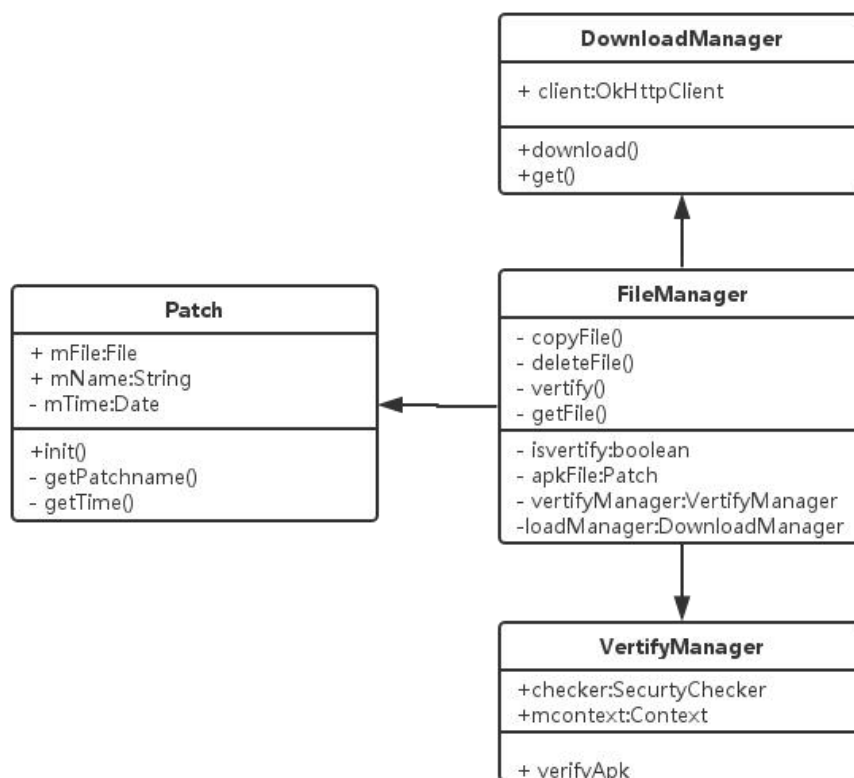 DownloadManager
+ client:OkHttpClient
+download()
+get()
Patch
+ mFile:File
+ mName:String
- mTime:Date
+init()
- getPatchname()
- getTime()
FileManager
- copyFile()
- deleteFile()
- vertify()
- getFile()
- isvertify:boolean
- apkFile:Patch
- vertifyManager:VertifyManager
-loadManager:DownloadManager
VertifyManager
+checker:SecurtyChecker
+mcontext:Context
+ verifyApk